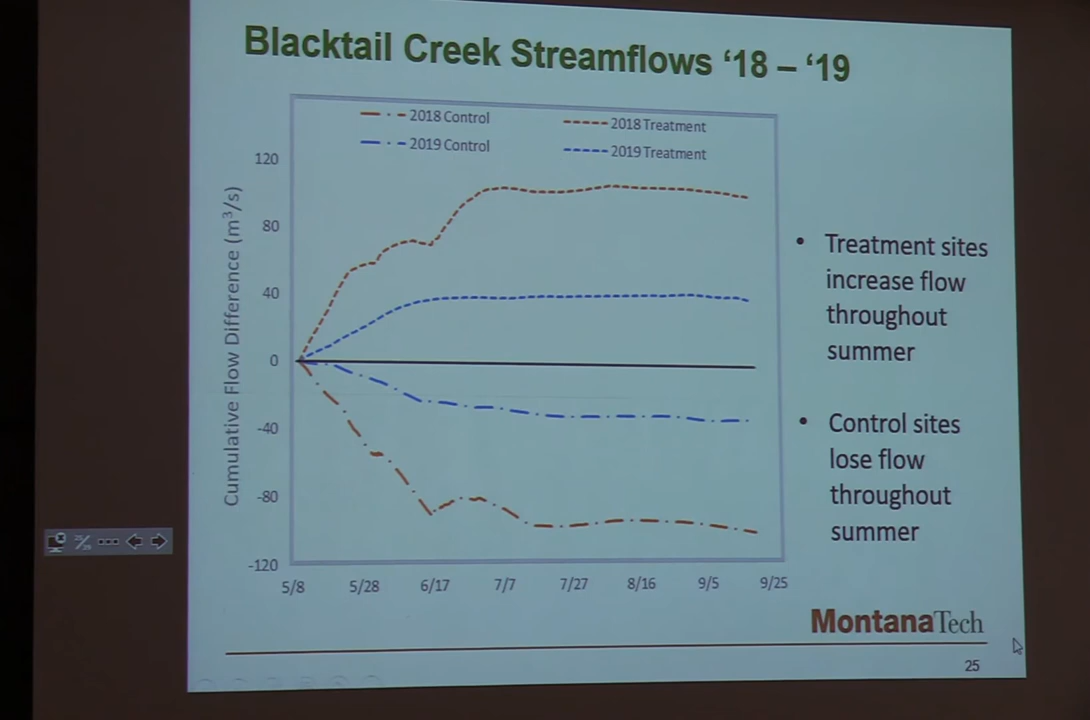 Blacktail Creek Streamflows ‘18 – ‘19
2018 Control
2018 Treatment
2019 Control
2019 Treatment
Cumulative Flow Difference (m³/s)
120
80
40
0
-40
-80
-120
5/8
5/28
6/17
7/7
7/27
8/16
9/5
9/25
• Treatment sites
increase flow
throughout
summer
• Control sites
lose flow
throughout
summer
MontanaTech
25